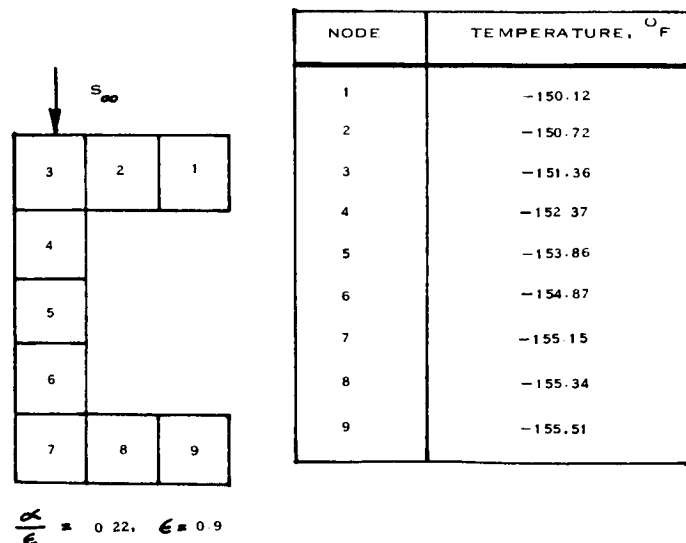 S∞
3 2 1
4
5
6
7 8 9
α/ε = 0 22, ε = 0.9
NODE TEMPERATURE, °F
1 -150.12
2 -150.72
3 -151.36
4 -152 37
5 -153.86
6 -154.87
7 -155 15
8 -155.34
9 -155.51